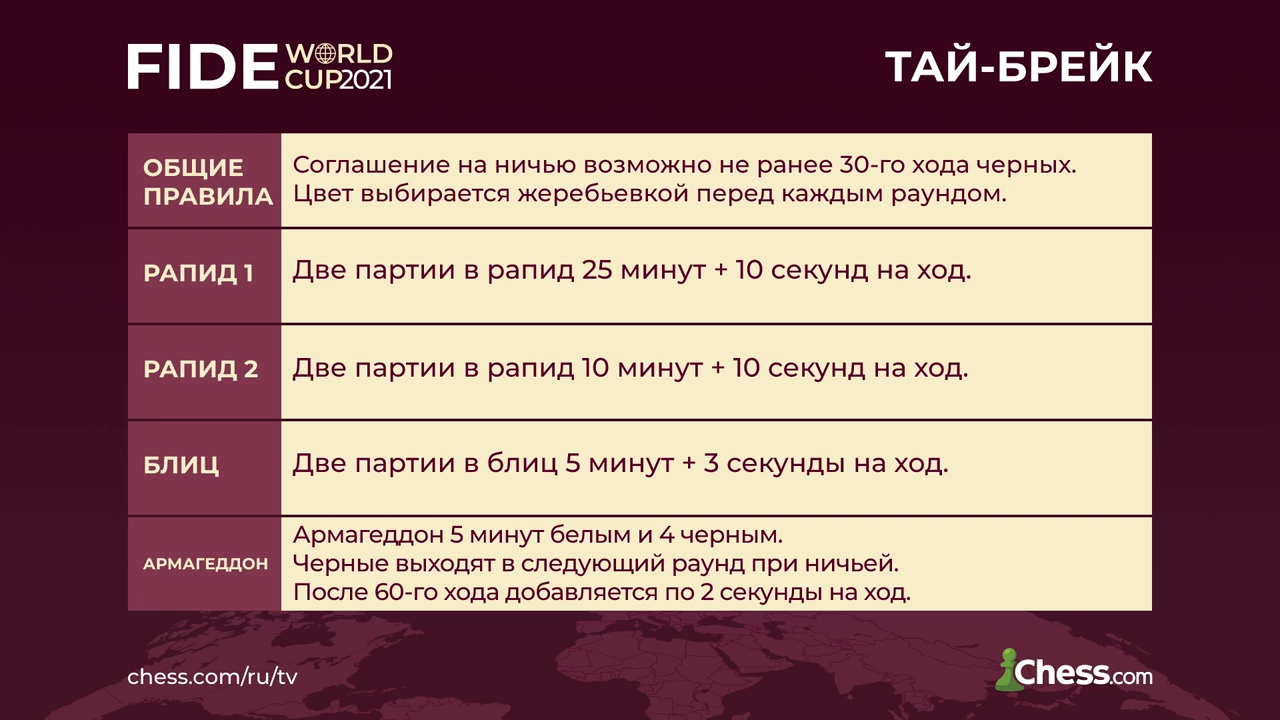 FIDE WORLD CUP2021
ТАЙ-БРЕЙК
ОБЩИЕ ПРАВИЛА
Соглашение на ничью возможно не ранее 30-го хода черных.
Цвет выбирается жеребьевкой перед каждым раундом.
РАПИД 1
Две партии в рапид 25 минут + 10 секунд на ход.
РАПИД 2
Две партии в рапид 10 минут + 10 секунд на ход.
БЛИЦ
Две партии в блиц 5 минут + 3 секунды на ход.
АРМАГЕДДОН
Армагеддон 5 минут белым и 4 черным.
Черные выходят в следующий раунд при ничьей.
После 60-го хода добавляется по 2 секунды на ход.
chess.com/ru/tv
Chess.com